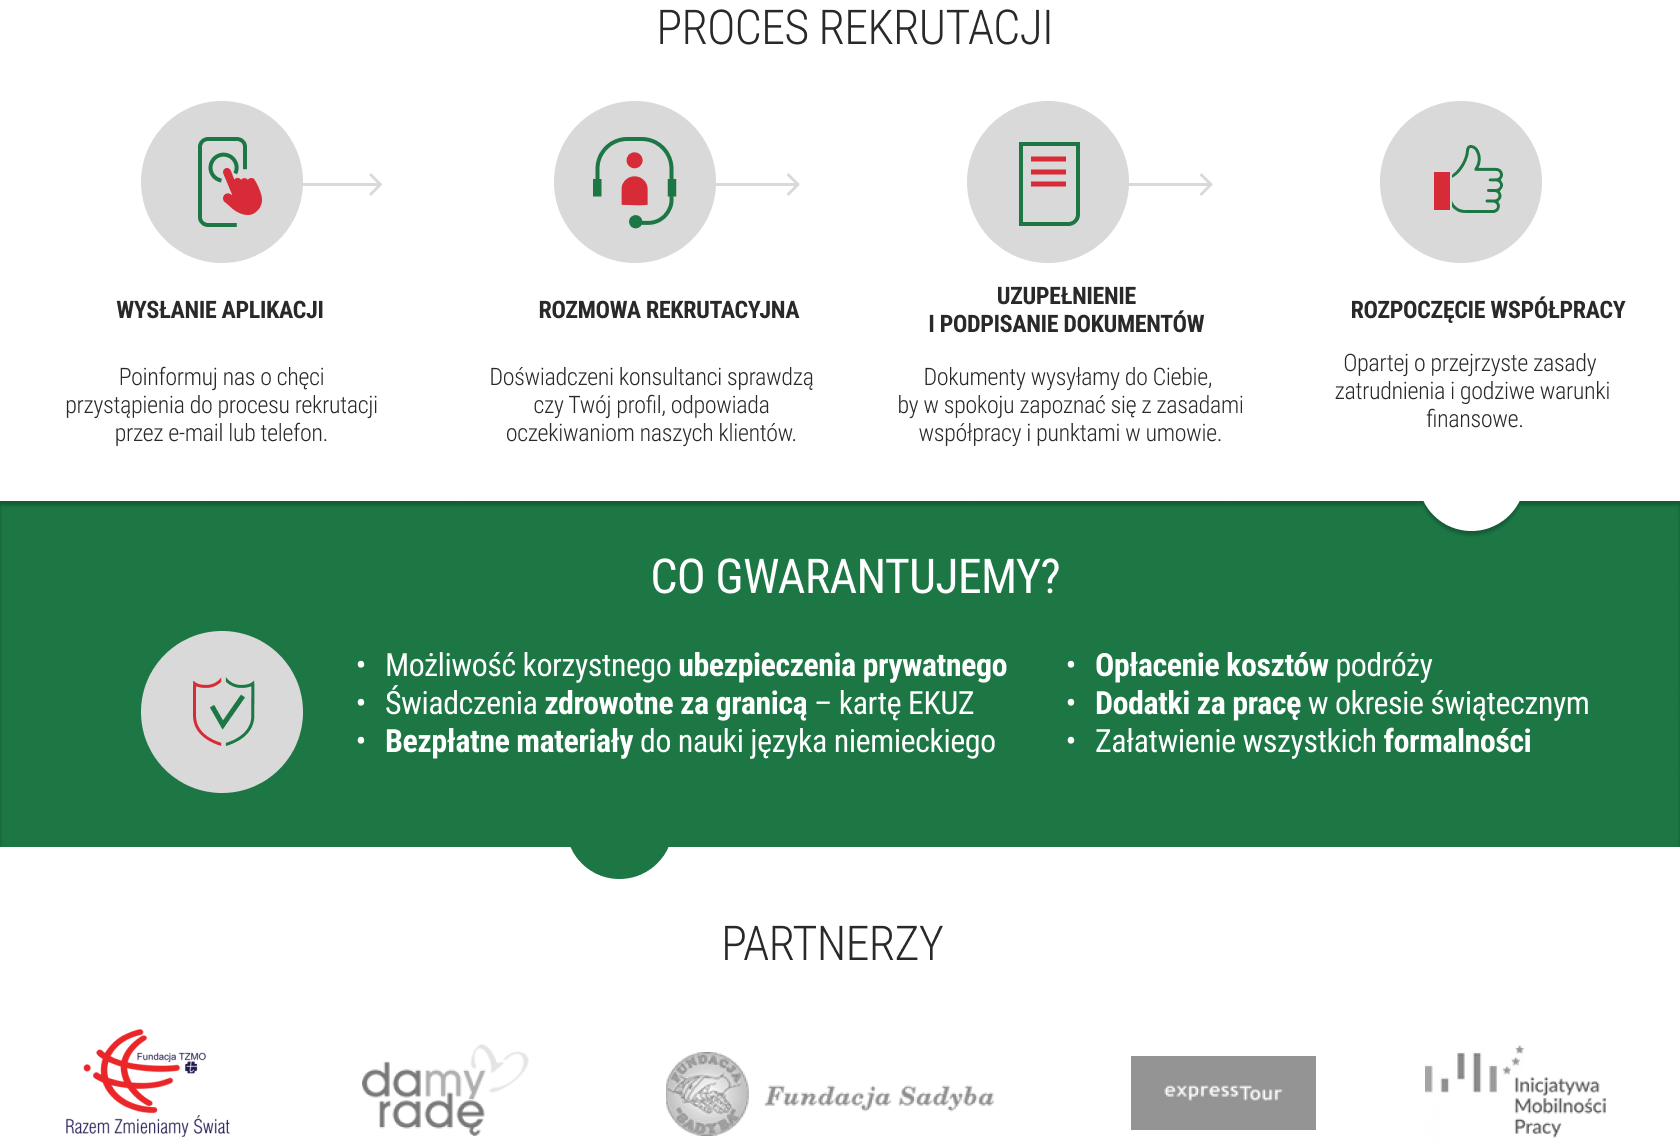 PROCES REKRUTACJI
WYSŁANIE APLIKACJI
Poinformuj nas o chęci
przystąpienia do procesu rekrutacji
przez e-mail lub telefon.
ROZMOWA REKRUTACYJNA
Doświadczeni konsultanci sprawdzą
czy Twój profil, odpowiada
oczekiwaniom naszych klientów.
UZUPEŁNIENIE
I PODPISANIE DOKUMENTÓW
Dokumenty wysyłamy do Ciebie,
by w spokoju zapoznać się z zasadami
współpracy i punktami w umowie.
ROZPOCZĘCIE WSPÓŁPRACY
Opartej o przejrzyste zasady
zatrudnienia i godziwe warunki
finansowe.
CO GWARANTUJEMY?
• Możliwość korzystnego ubezpieczenia prywatnego
• Świadczenia zdrowotne za granicą – kartę EKUZ
• Bezpłatne materiały do nauki języka niemieckiego
• Opłacenie kosztów podróży
• Dodatki za pracę w okresie świątecznym
• Załatwienie wszystkich formalności
PARTNERZY
Fundacja TZMO
Razem Zmieniamy Świat
damy
radę
FUNDACJA
"SADYBA"
Fundacja Sadyba
expressTour
Inicjatywa
Mobilności
Pracy